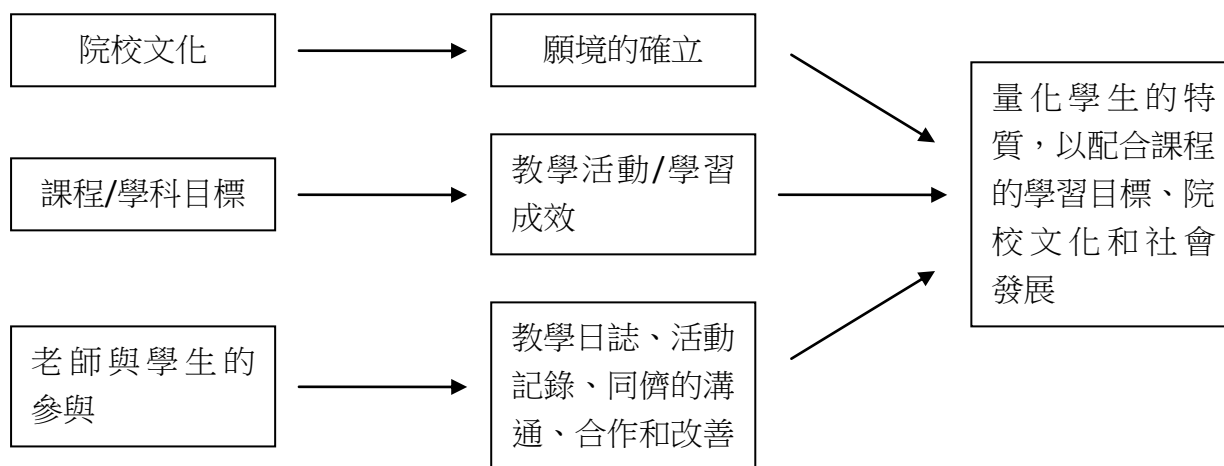 院校文化
願境的確立
量化學生的特
質，以配合課程
的學習目標、院
校文化和社會
發展
課程/學科目標
教學活動/學習
成效
老師與學生的
參與
教學日誌、活動
記錄、同儕的溝
通、合作和改善